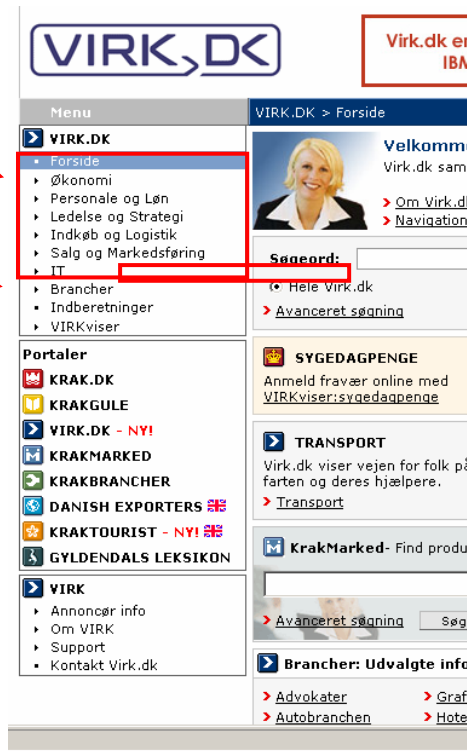 VIRK.DK
Virk.dk
IBM
Menu
VIRK.DK
Forside
Økonomi
Personale og Løn
Ledelse og Strategi
Indkøb og Logistik
Salg og Markedsføring
IT
Brancher
Indberetninger
VIRKviser
Portaler
KRAK.DK
KRAKGULE
VIRK.DK - NY!
KRAKMARKED
KRAKBRANCHER
DANISH EXPORTERS
KRAKTOURIST - NY!
GYLDENDALS LEKSIKON
VIRK
Annoncør info
Om VIRK
Support
Kontakt Virk.dk
VIRK.DK > Forside
Velkomme
Virk.dk sam
Om Virk.d
Navigation
Søgeord:
Hele Virk.dk
Avanceret søgning
SYGEDAGPENGE
Anmeld fravær online med
VIRKviser:sygedagpenge
TRANSPORT
Virk.dk viser vejen for folk på
farten og deres hjælpere.
Transport
KrakMarked- Find produ
Avanceret søgning Søg
Brancher: Udvalgte info
Advokater Graf
Autobranchen Hote